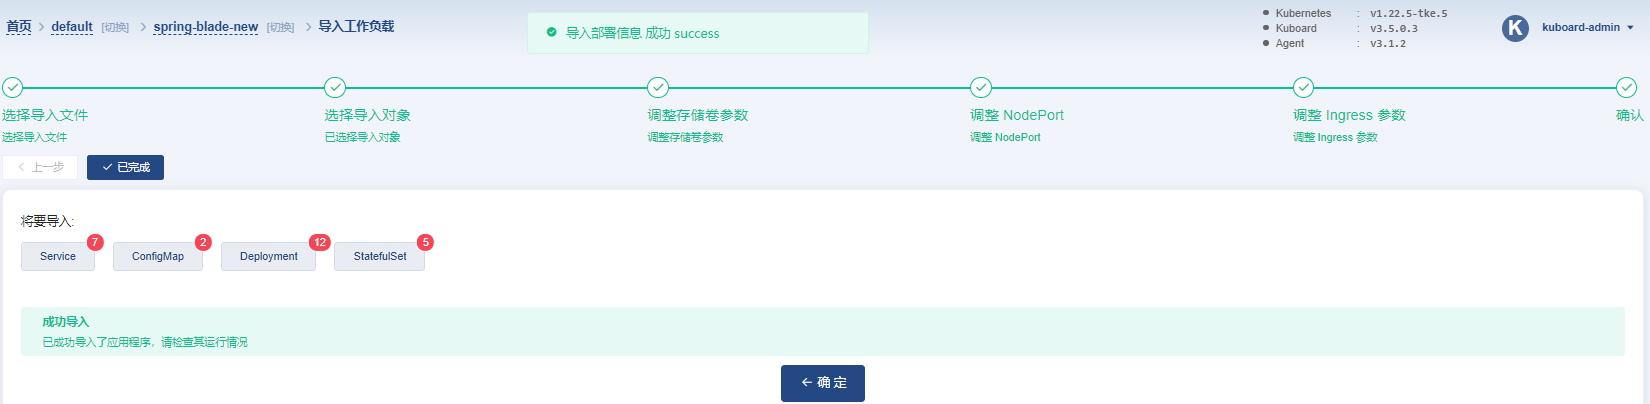 首页 > default [切换] > spring-blade-new [切换] > 导入工作负载
导入部署信息 成功 success
Kubernetes : v1.22.5-tke.5
Kuboard : v3.5.0.3
Agent : v3.1.2
K kuboard-admin
选择导入文件 选择导入对象 调整存储卷参数 调整 NodePort 调整 Ingress 参数 确认
选择导入文件 已选择导入对象 调整存储卷参数 调整 NodePort 调整 Ingress 参数
上一步 已完成
将要导入:
Service 7 ConfigMap 2 Deployment 12 StatefulSet 5
成功导入
已成功导入了应用程序，请检查其运行情况
确 定